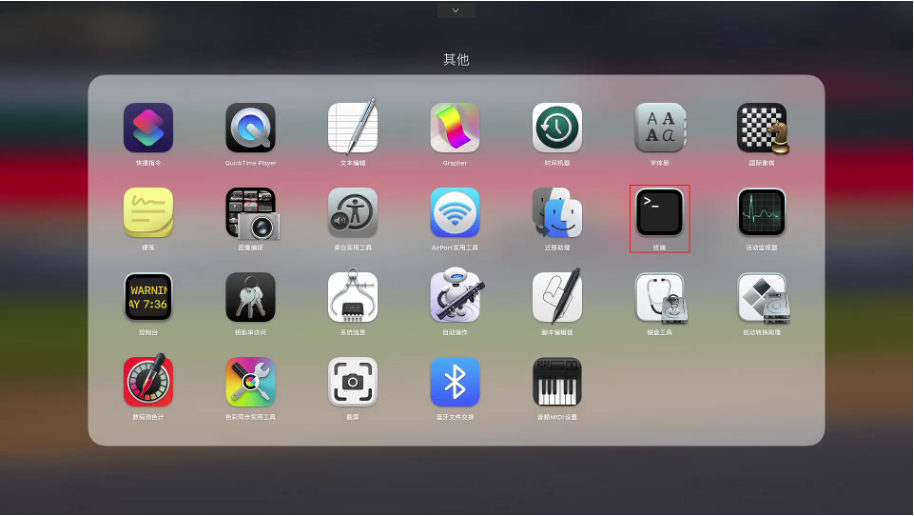 其他
快捷指令
QuickTime Player
文本编辑
Grapher
时间机器
字体册
国际象棋
便笺
图像捕捉
旁白实用工具
AirPort实用工具
迁移助理
终端
活动监视器
WARNIN
AY 7:36
控制台
钥匙串访问
系统信息
自动操作
脚本编辑器
磁盘工具
启动转换助理
数码测色计
色彩同步实用工具
截屏
蓝牙文件交换
音频MIDI设置